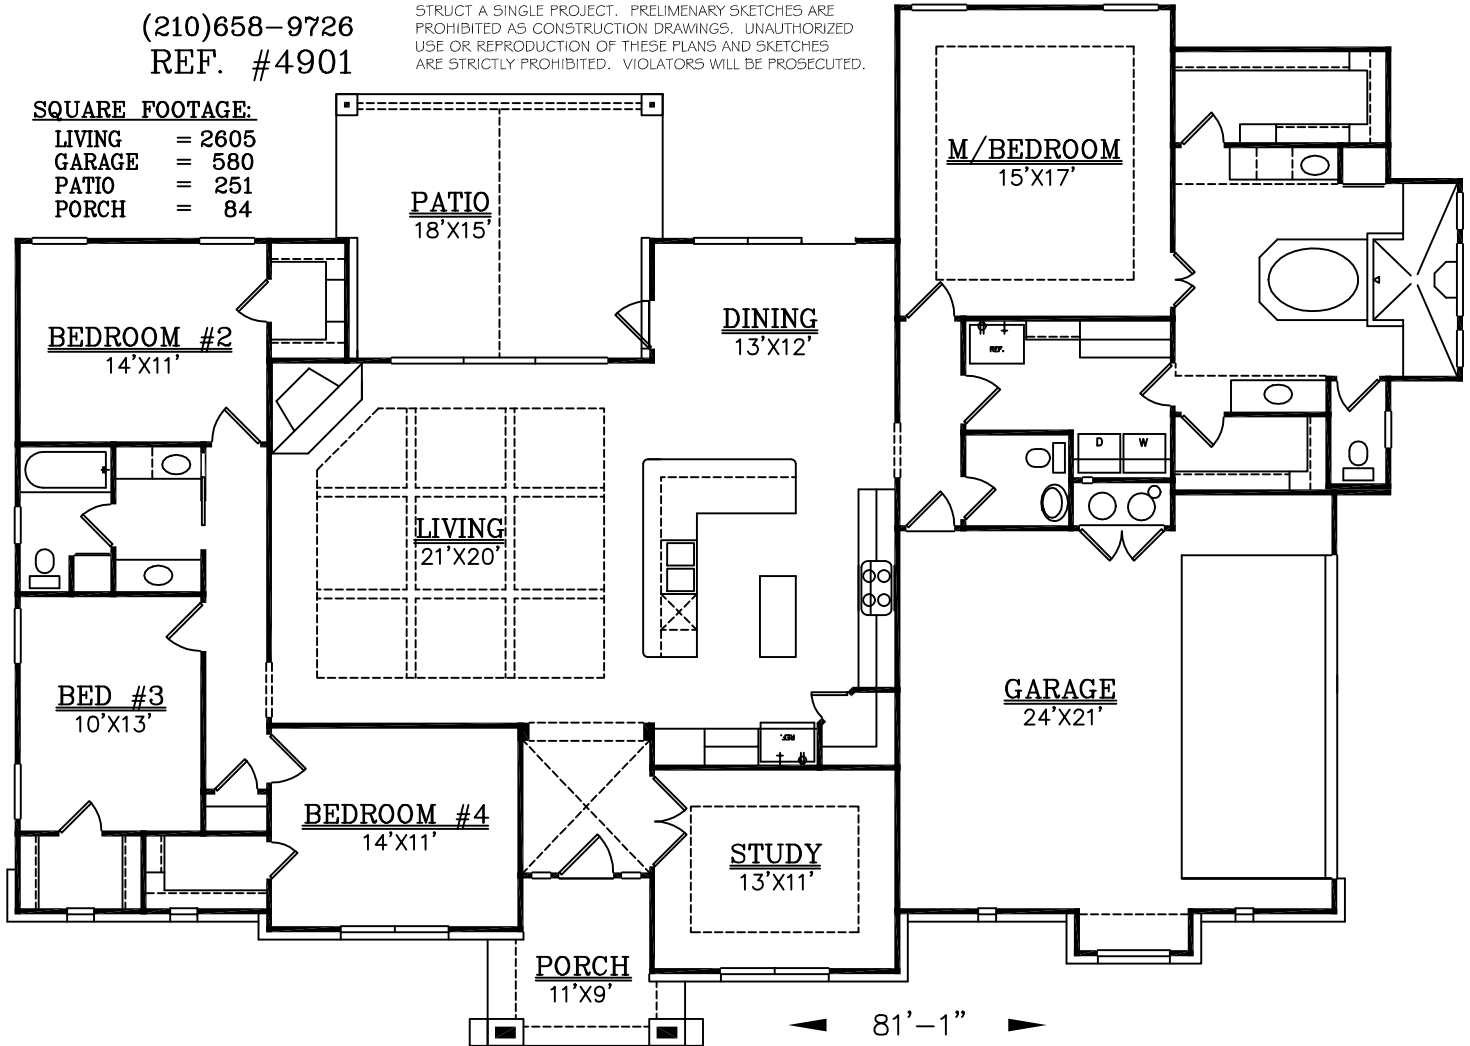 STRUCT A SINGLE PROJECT. PRELIMENARY SKETCHES ARE
PROHIBITED AS CONSTRUCTION DRAWINGS. UNAUTHORIZED
USE OR REPRODUCTION OF THESE PLANS AND SKETCHES
ARE STRICTLY PROHIBITED. VIOLATORS WILL BE PROSECUTED.
(210)658-9726
REF. #4901
SQUARE FOOTAGE:
LIVING = 2605
GARAGE = 580
PATIO = 251
PORCH = 84
M/BEDROOM
15'X17'
PATIO
18'X15'
BEDROOM #2
14'X11'
DINING
13'X12'
REF.
D
W
LIVING
21'X20'
BED #3
10'X13'
GARAGE
24'X21'
REF.
BEDROOM #4
14'X11'
STUDY
13'X11'
PORCH
11'X9'
81'-1"